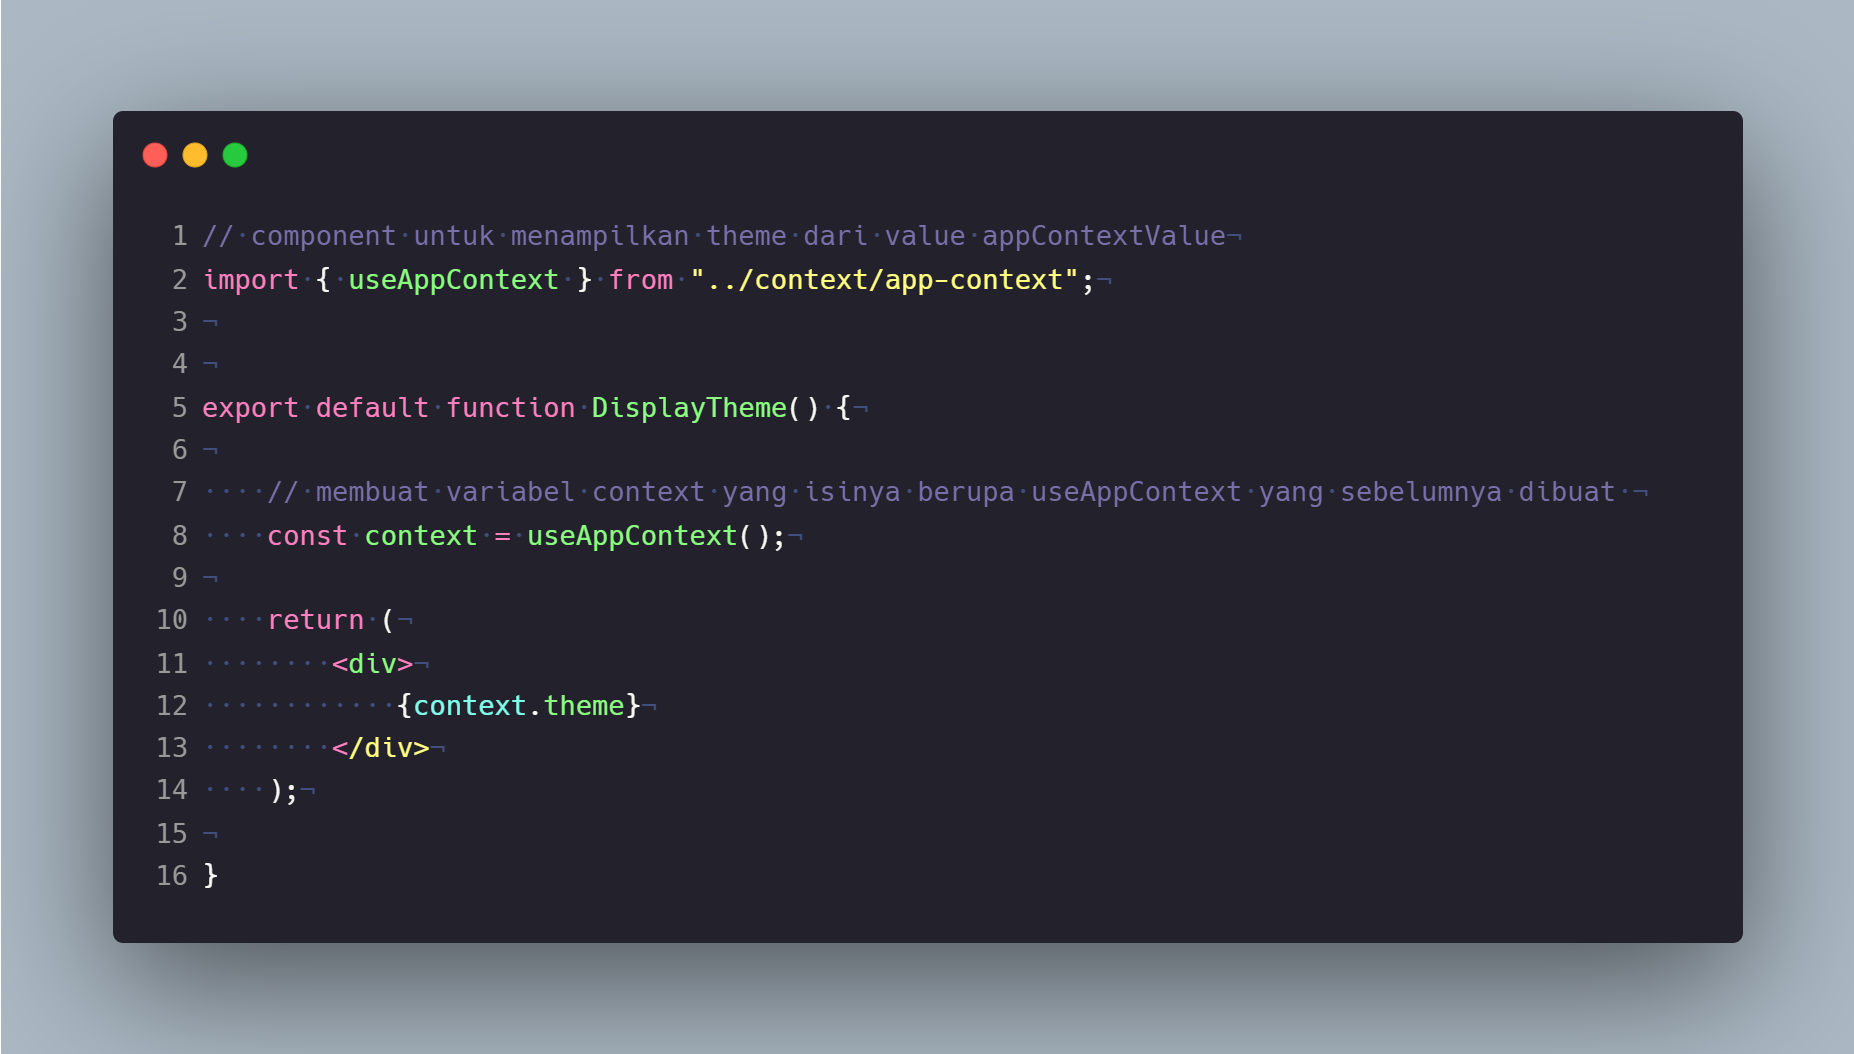 1 // component untuk menampilkan theme dari value appContextValue¬
2 import { useAppContext } from "../context/app-context";¬
3 ¬
4 ¬
5 export default function DisplayTheme() {¬
6 ¬
7 ····// membuat variabel context yang isinya berupa useAppContext yang sebelumnya dibuat ¬
8 ····const context = useAppContext();¬
9 ¬
10 ····return (¬
11 ········<div>¬
12 ············{context.theme}¬
13 ········</div>¬
14 ····);¬
15 ¬
16 }